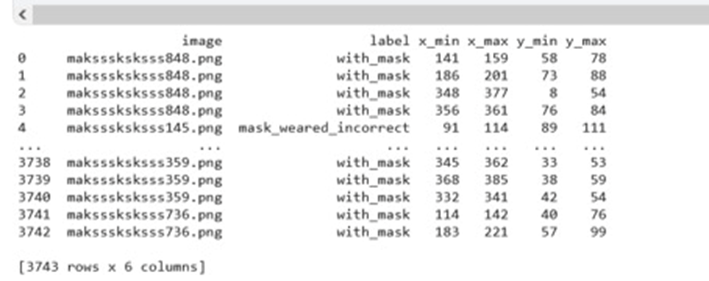 image label x_min x_max y_min y_max
0 maksssksksss848.png with_mask 141 159 58 78
1 maksssksksss848.png with_mask 186 201 73 88
2 maksssksksss848.png with_mask 348 377 8 54
3 maksssksksss848.png with_mask 356 361 76 84
4 maksssksksss145.png mask_weared_incorrect 91 114 89 111
... ... ... ... ... ... ...
3738 maksssksksss359.png with_mask 345 362 33 53
3739 maksssksksss359.png with_mask 368 385 38 59
3740 maksssksksss359.png with_mask 332 341 42 54
3741 maksssksksss736.png with_mask 114 142 40 76
3742 maksssksksss736.png with_mask 183 221 57 99
[3743 rows x 6 columns]